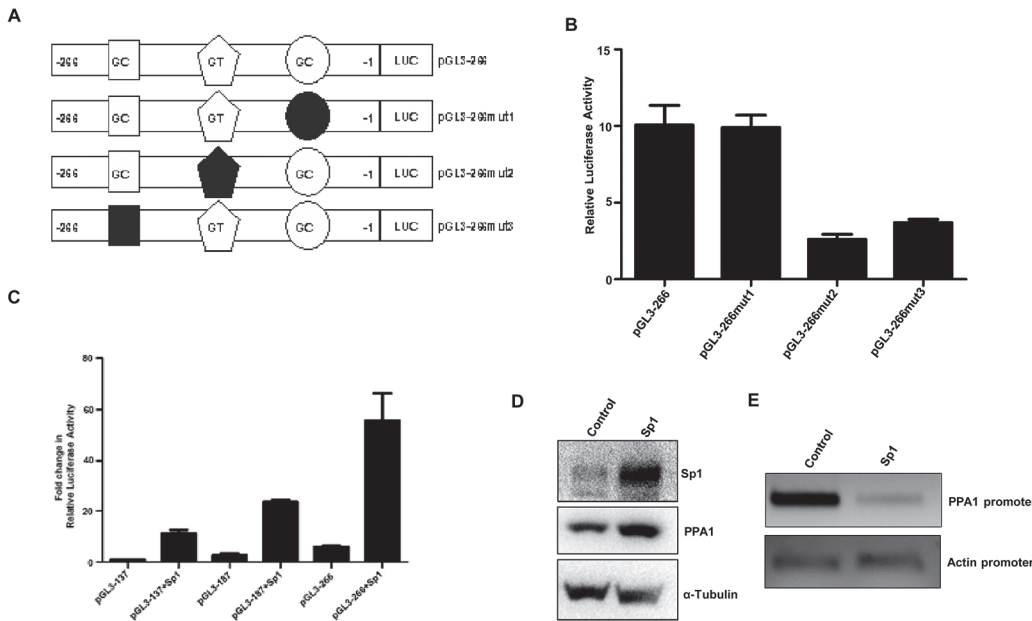 A
-266 GC GT GC -1 LUC pGL3-266
-266 GC GT -1 LUC pGL3-266mut1
-266 GC GC -1 LUC pGL3-266mut2
-266 GT GC -1 LUC pGL3-266mut3
B
Relative Luciferase Activity
15
10
5
0
pGL3-266
pGL3-266mut1
pGL3-266mut2
pGL3-266mut3
C
Fold change in
Relative Luciferase Activity
80
60
40
20
0
pGL3-137
pGL3-137+Sp1
pGL3-187
pGL3-187+Sp1
pGL3-266
pGL3-266+Sp1
D
Control
Sp1
Sp1
PPA1
α-Tubulin
E
Control
Sp1
PPA1 promote
Actin promoter